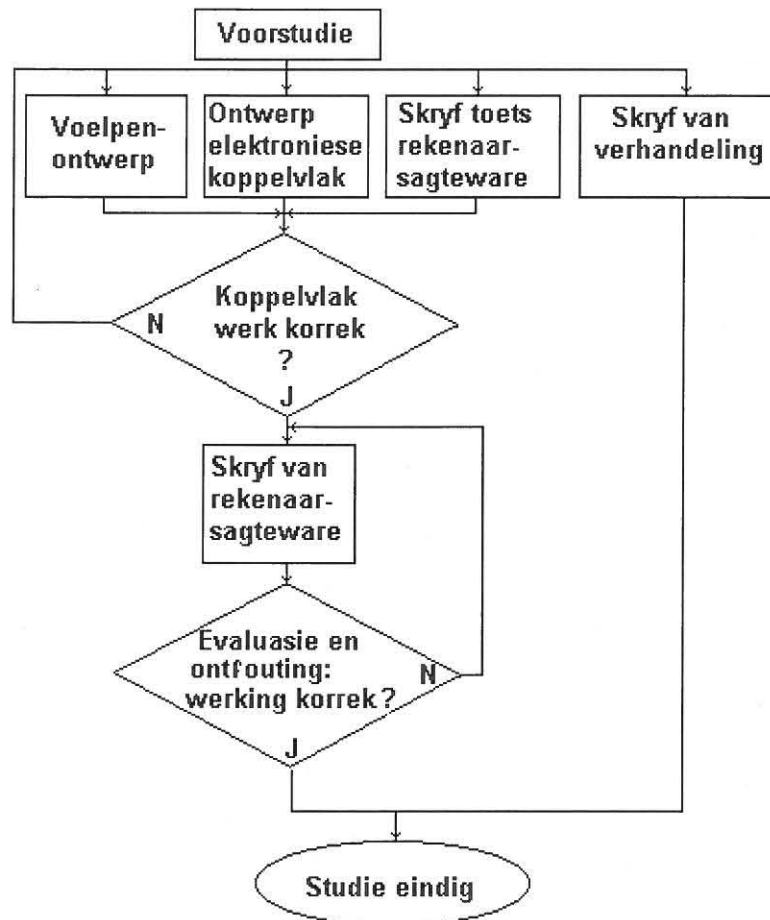 Voorstudie
Voelpen-
ontwerp
Ontwerp
elektroniese
koppelvlak
Skryf toets
rekenaar-
sagteware
Skryf van
verhandeling
Koppelvlak
werk korrek
?
N
J
Skryf van
rekenaar-
sagteware
Evaluasie en
ontfouting:
werking korrek?
N
J
Studie eindig